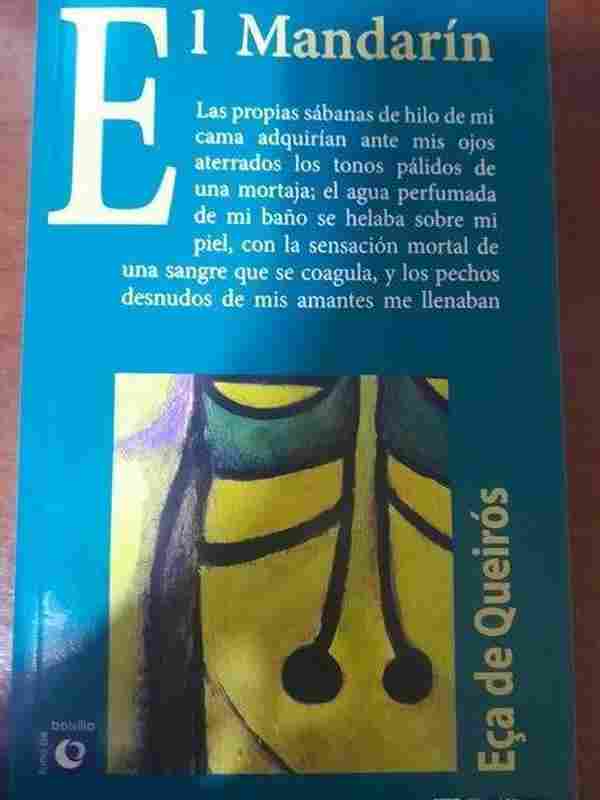 El Mandarín
Las propias sábanas de hilo de mi
cama adquirían ante mis ojos
aterrados los tonos pálidos de
una mortaja; el agua perfumada
de mi baño se helaba sobre mi
piel, con la sensación mortal de
una sangre que se coagula, y los pechos
desnudos de mis amantes me llenaban
Eça de Queirós
luna de
bolsillo